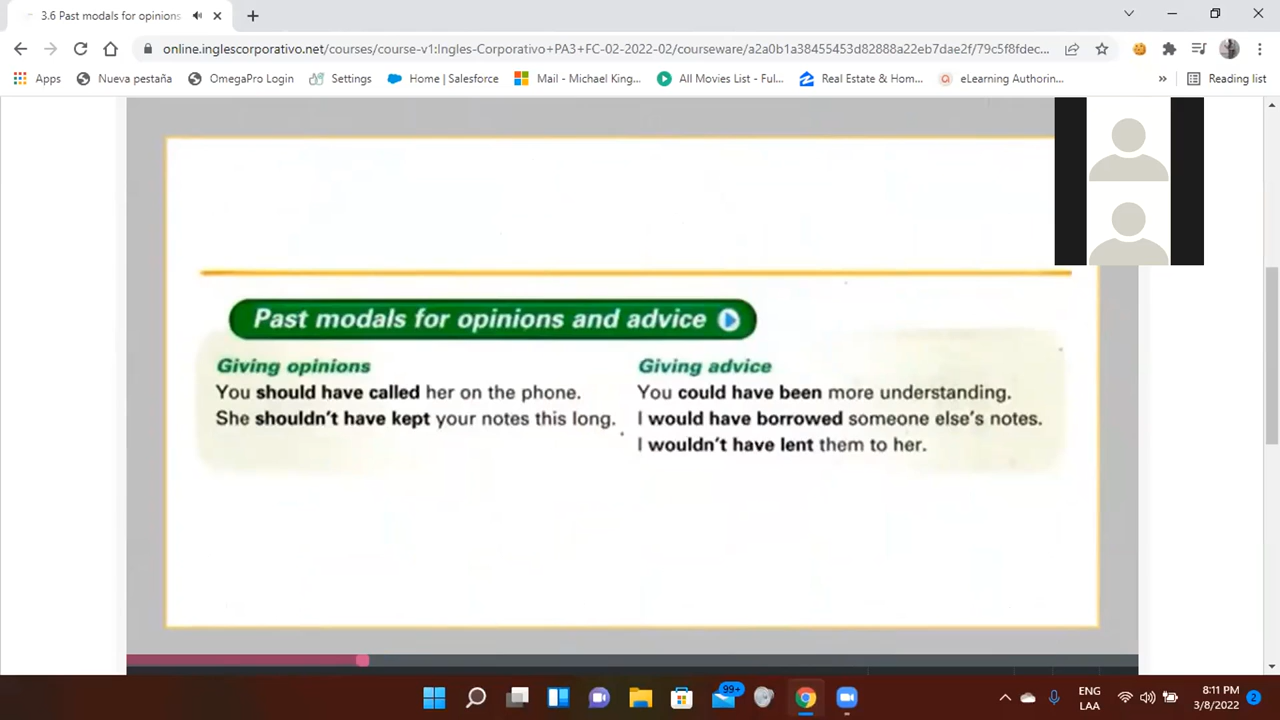 3.6 Past modals for opinions
online.inglescorporativo.net/courses/course-v1:Ingles-Corporativo+PA3+FC-02-2022-02/courseware/a2a0b1a38455453d82888a22eb7dae2f/79c5f8fdec...
Apps Nueva pestaña OmegaPro Login Settings Home | Salesforce Mail - Michael King... All Movies List - Ful... Real Estate & Hom... eLearning Authorin... » Reading list
Past modals for opinions and advice
Giving opinions
You should have called her on the phone.
She shouldn't have kept your notes this long.
Giving advice
You could have been more understanding.
I would have borrowed someone else's notes.
I wouldn't have lent them to her.
99+
ENG
LAA
8:11 PM
3/8/2022
2